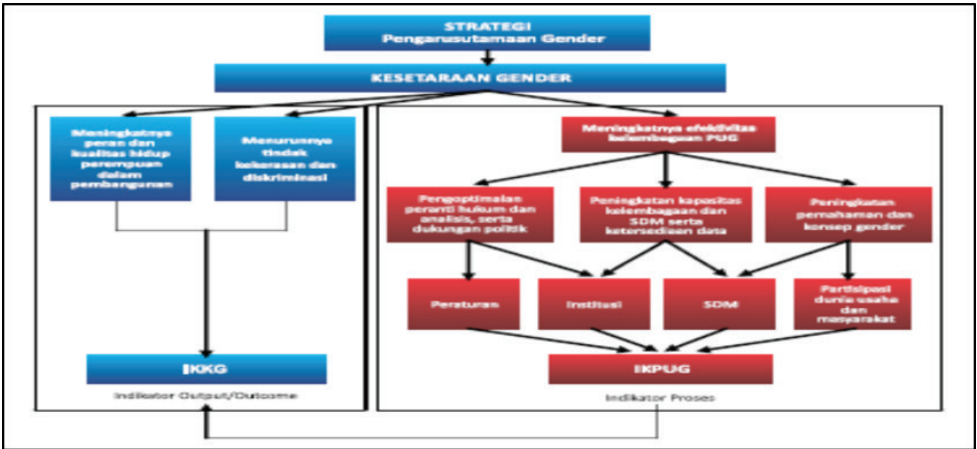 STRATEGI
Pengarusutamaan Gender
KESETARAAN GENDER
Meningkatnya
peran dan
kualitas hidup
perempuan
dalam
pembangunan
Menurunnya
tindak
kekerasan dan
diskriminasi
Meningkatnya efektivitas
kelembagaan PUG
Pengoptimalan
peranti hukum dan
analisis, serta
dukungan politik
Peningkatan kapasitas
kelembagaan dan
SDM serta
ketersediaan data
Peningkatan
pemahaman dan
konsep gender
Peraturan
Institusi
SDM
Partisipasi
dunia usaha
dan
masyarakat
IKKG
Indikator Output/Outcome
IKPUG
Indikator Proses